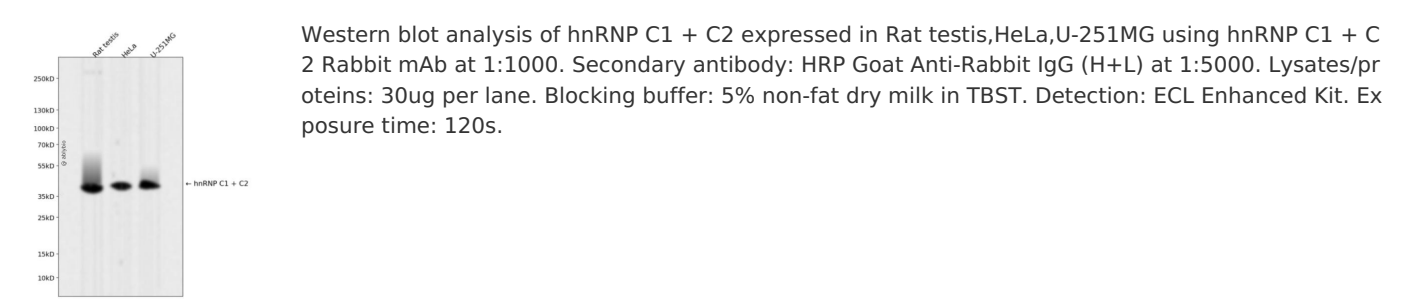 Rat testis
HeLa
U-251MG
250kD
130kD
100kD
70kD
55kD
35kD
25kD
15kD
10kD
@ abybio
← hnRNP C1 + C2
Western blot analysis of hnRNP C1 + C2 expressed in Rat testis,HeLa,U-251MG using hnRNP C1 + C
2 Rabbit mAb at 1:1000. Secondary antibody: HRP Goat Anti-Rabbit IgG (H+L) at 1:5000. Lysates/pr
oteins: 30ug per lane. Blocking buffer: 5% non-fat dry milk in TBST. Detection: ECL Enhanced Kit. Ex
posure time: 120s.